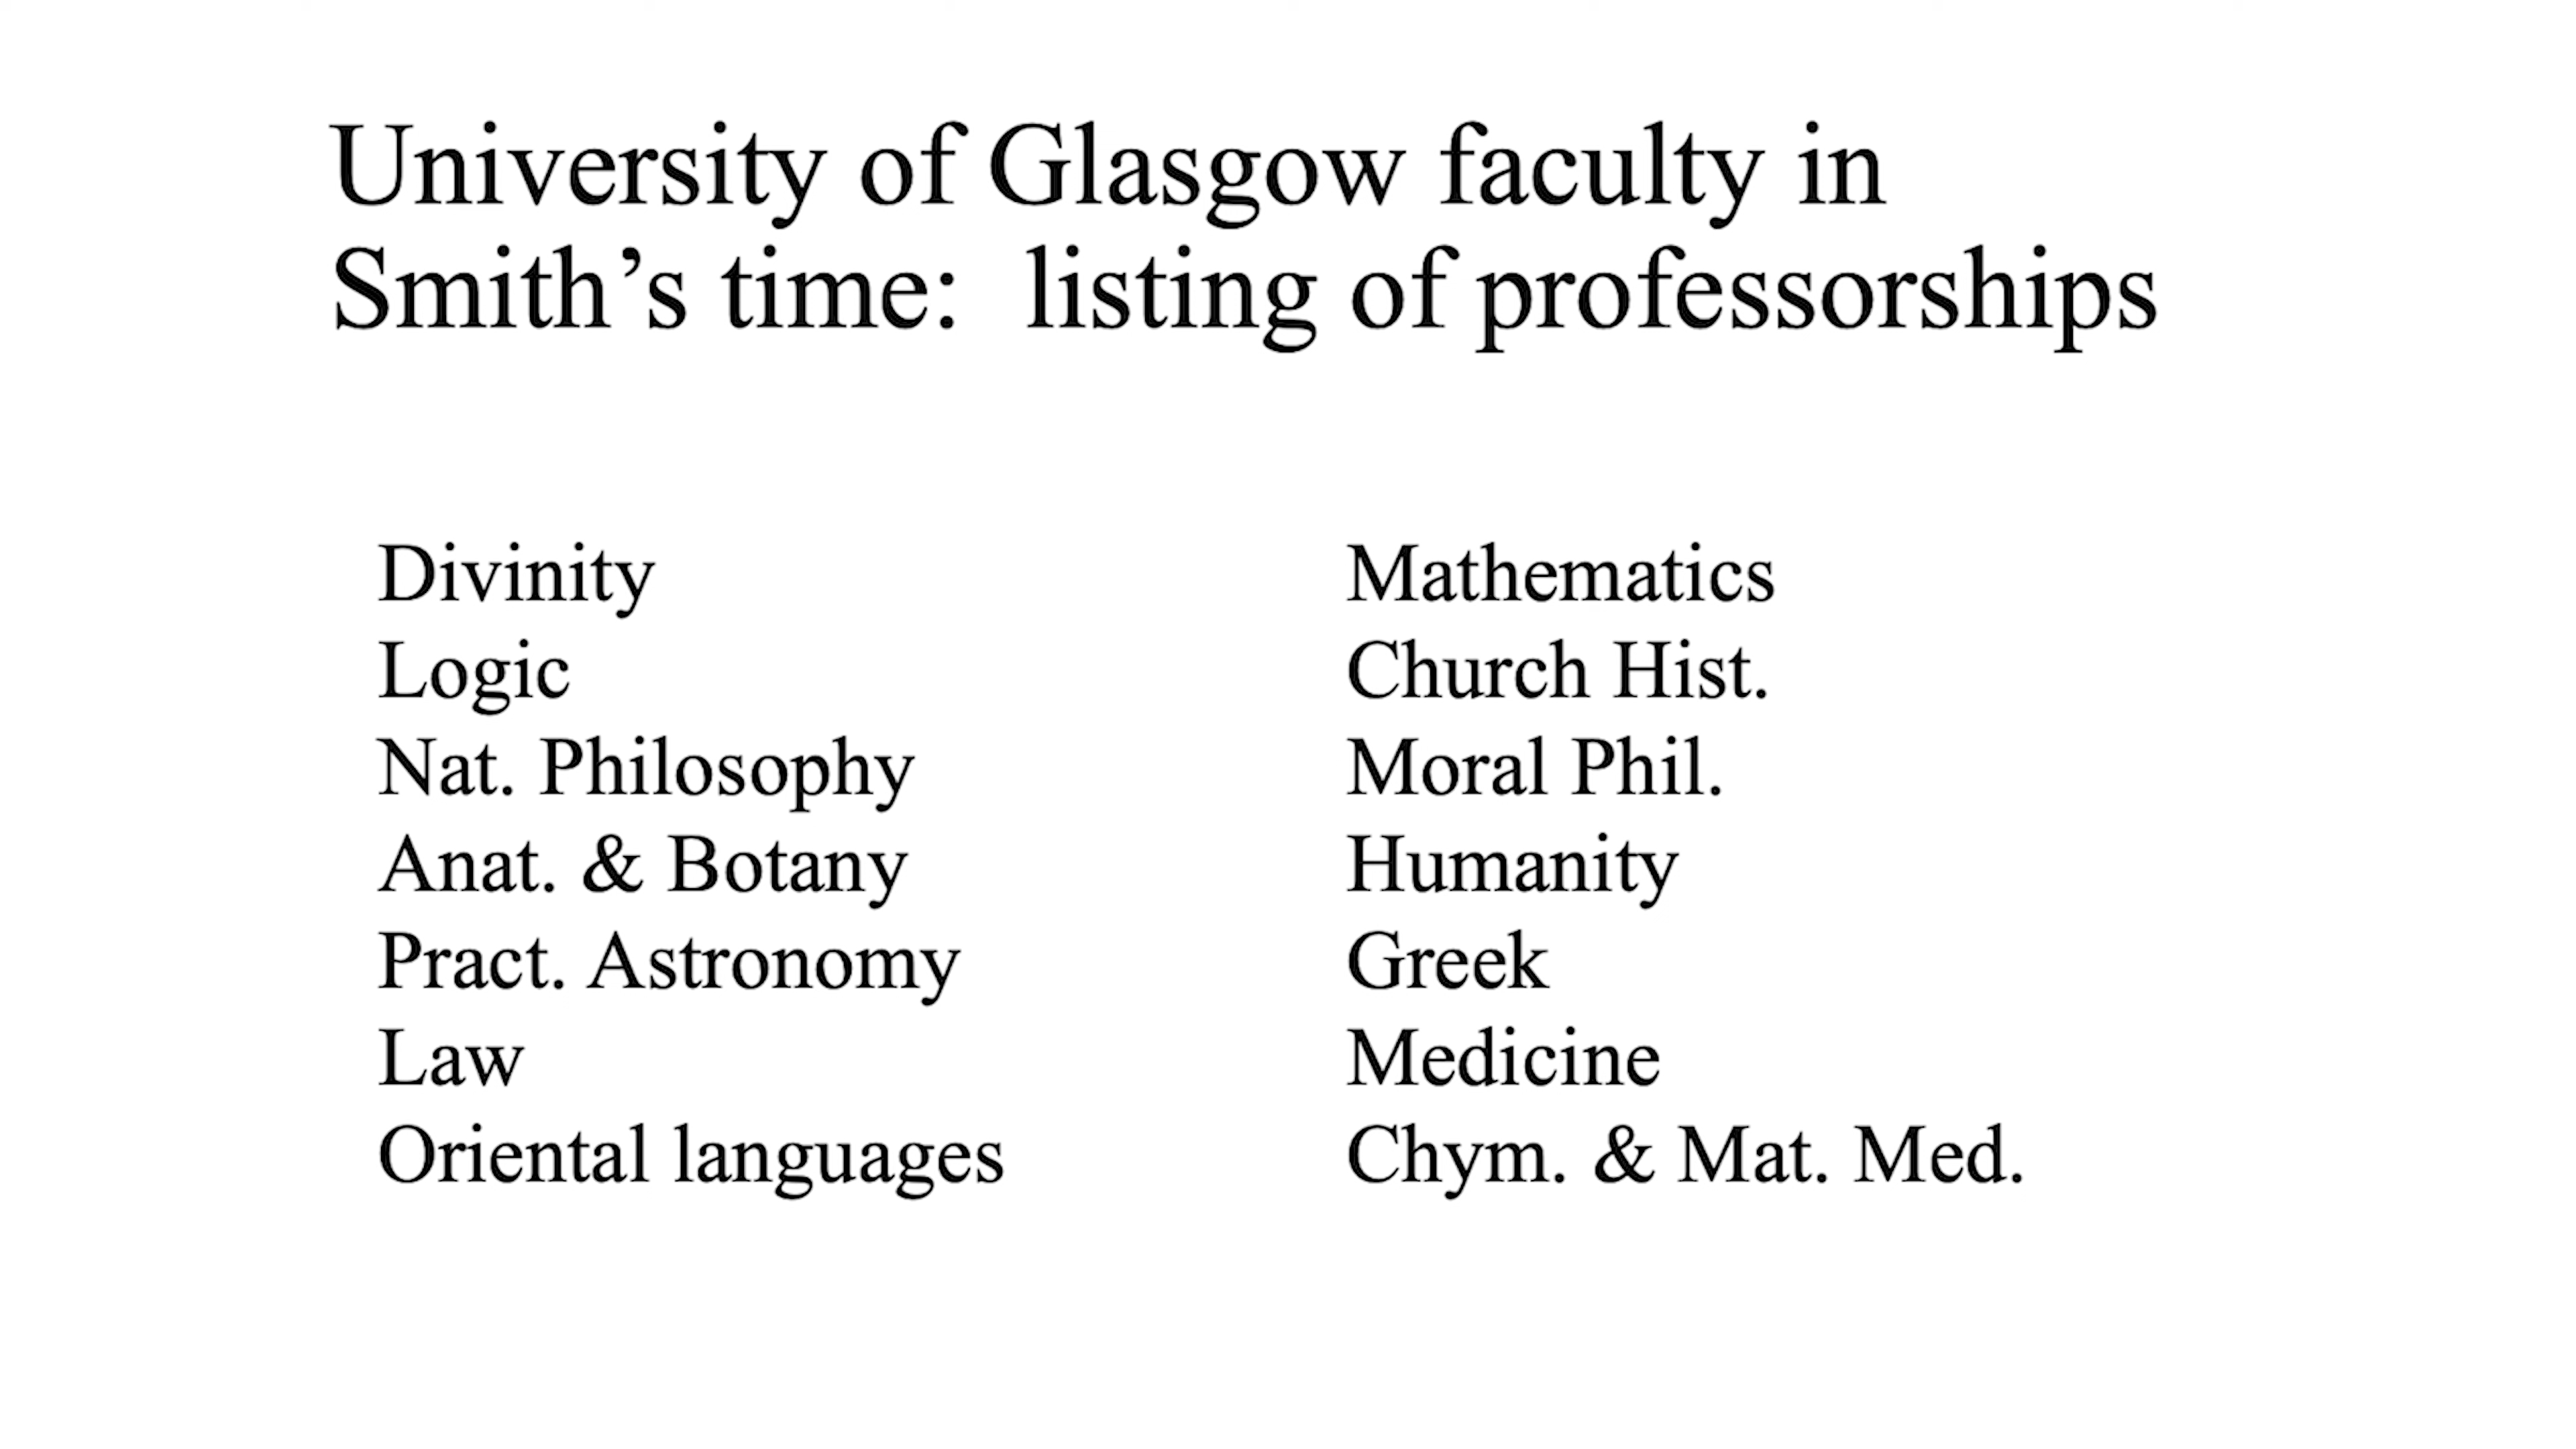 University of Glasgow faculty in
Smith’s time:  listing of professorships
Divinity
Logic
Nat. Philosophy
Anat. & Botany
Pract. Astronomy
Law
Oriental languages
Mathematics
Church Hist.
Moral Phil.
Humanity
Greek
Medicine
Chym. & Mat. Med.